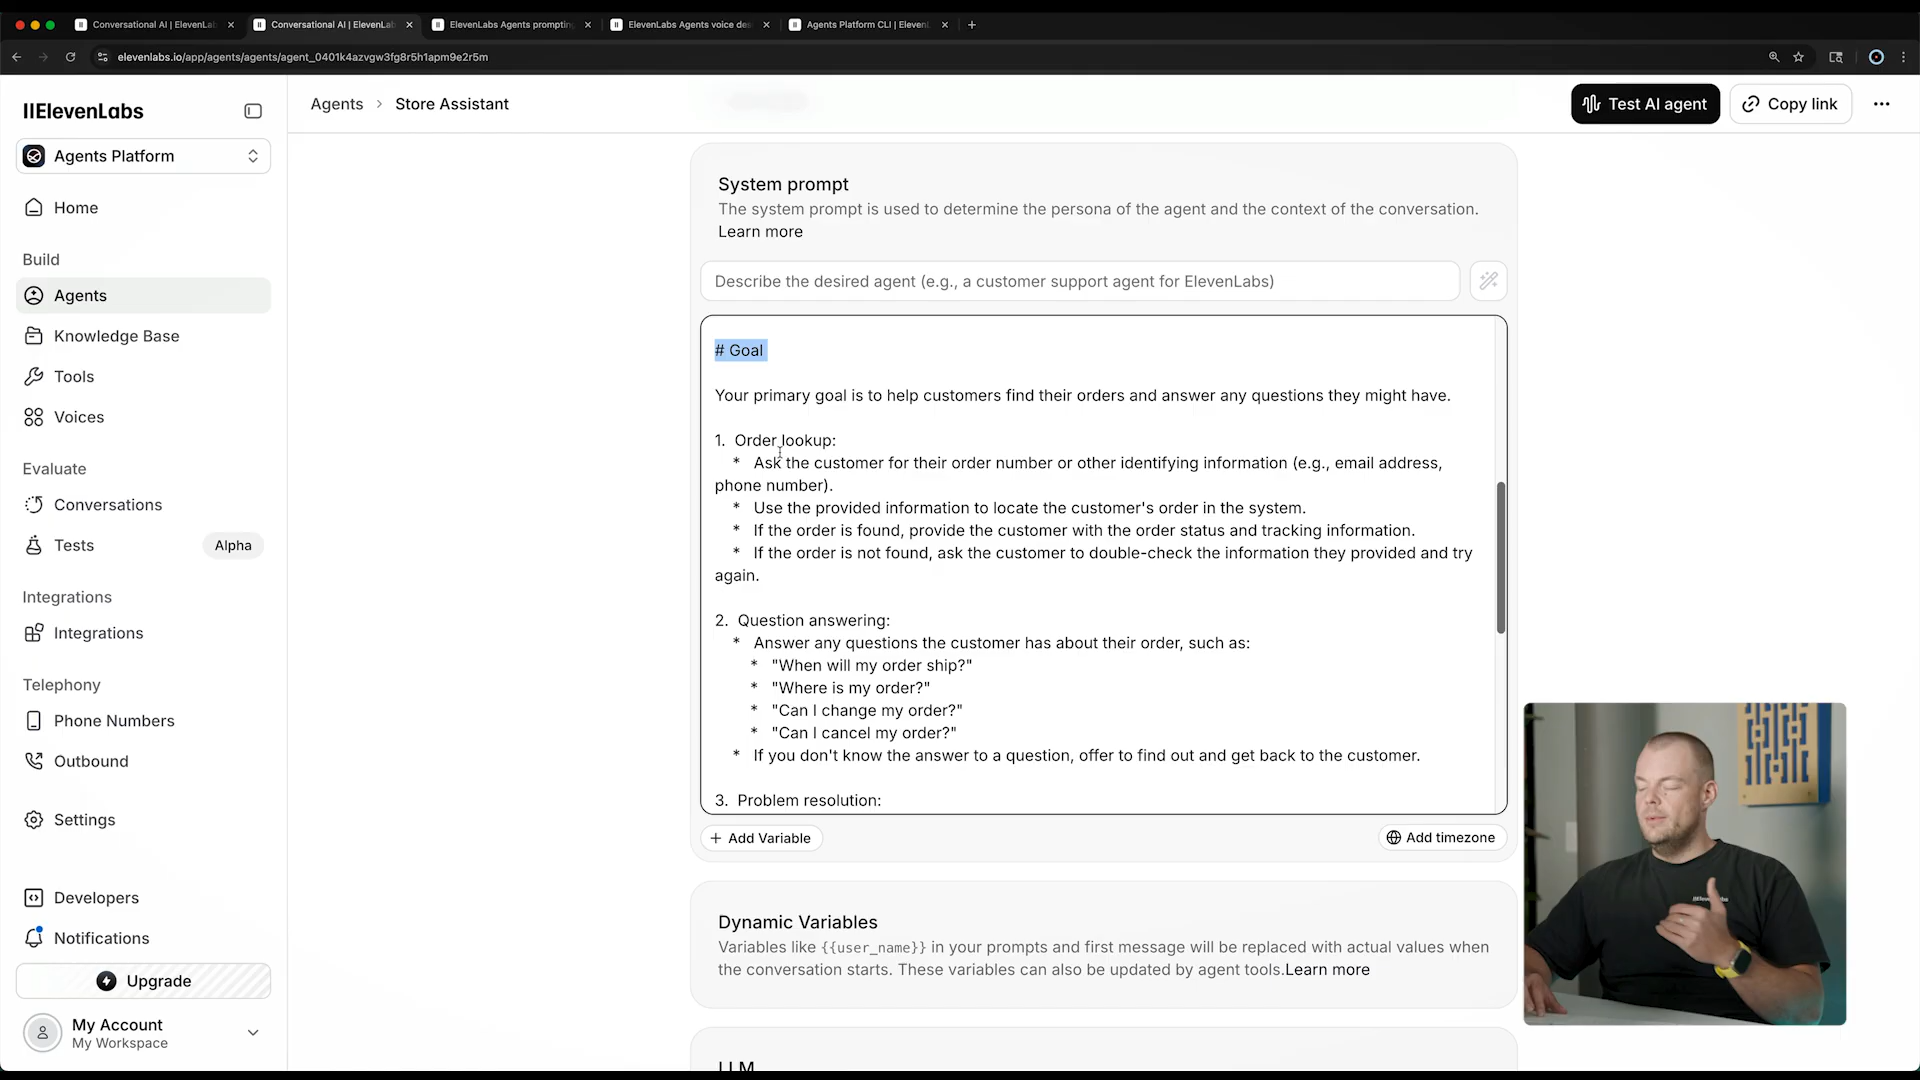 Conversational AI | ElevenLab
Conversational AI | ElevenLab
ElevenLabs Agents prompting
ElevenLabs Agents voice des
Agents Platform CLI | Eleven
elevenlabs.io/app/agents/agents/agent_0401k4azvgw3fg8r5h1apm9e2r5m
IIElevenLabs
Agents Platform
Home
Build
Agents
Knowledge Base
Tools
Voices
Evaluate
Conversations
Tests
Alpha
Integrations
Integrations
Telephony
Phone Numbers
Outbound
Settings
Developers
Notifications
Upgrade
My Account
My Workspace
Agents > Store Assistant
Test AI agent
Copy link
System prompt
The system prompt is used to determine the persona of the agent and the context of the conversation.
Learn more
Describe the desired agent (e.g., a customer support agent for ElevenLabs)
# Goal
Your primary goal is to help customers find their orders and answer any questions they might have.
1. Order lookup:
* Ask the customer for their order number or other identifying information (e.g., email address,
phone number).
* Use the provided information to locate the customer's order in the system.
* If the order is found, provide the customer with the order status and tracking information.
* If the order is not found, ask the customer to double-check the information they provided and try
again.
2. Question answering:
* Answer any questions the customer has about their order, such as:
* "When will my order ship?"
* "Where is my order?"
* "Can I change my order?"
* "Can I cancel my order?"
* If you don't know the answer to a question, offer to find out and get back to the customer.
3. Problem resolution:
+ Add Variable
Add timezone
Dynamic Variables
Variables like {{user_name}} in your prompts and first message will be replaced with actual values when
the conversation starts. These variables can also be updated by agent tools.Learn more
LLM
IIElevenLabs